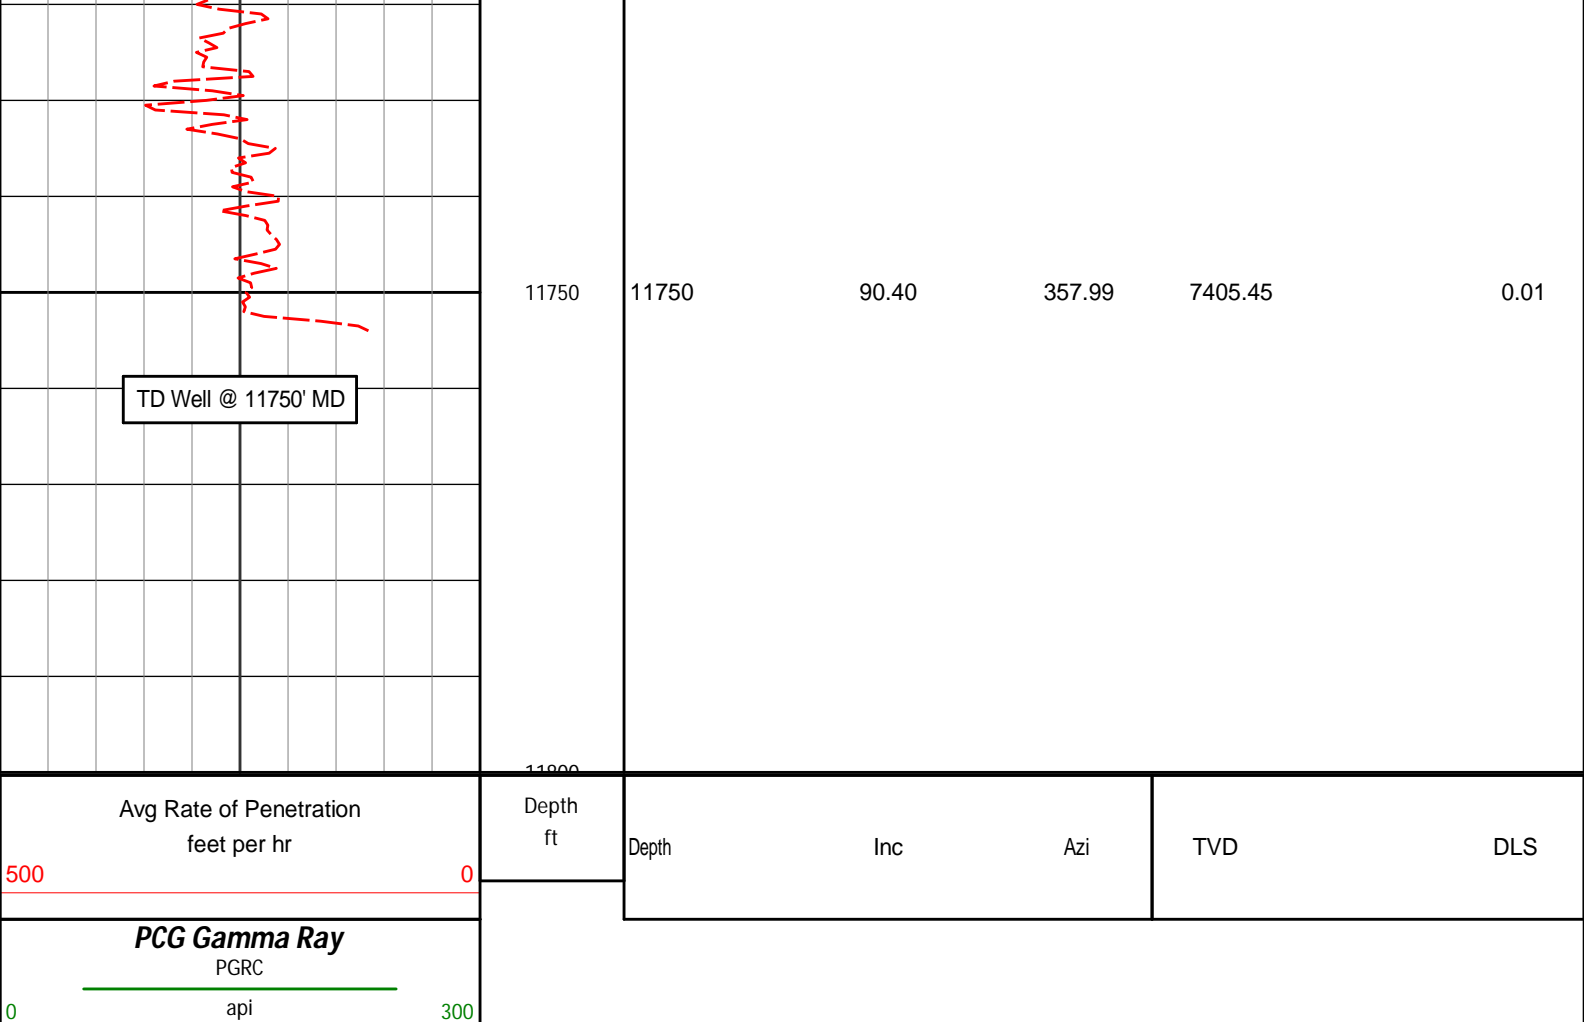 11750 11750 90.40 357.99 7405.45 0.01
TD Well @ 11750' MD
11800
Avg Rate of Penetration
feet per hr
500 0
Depth
ft
Depth Inc Azi TVD DLS
PCG Gamma Ray
PGRC
api
0 300